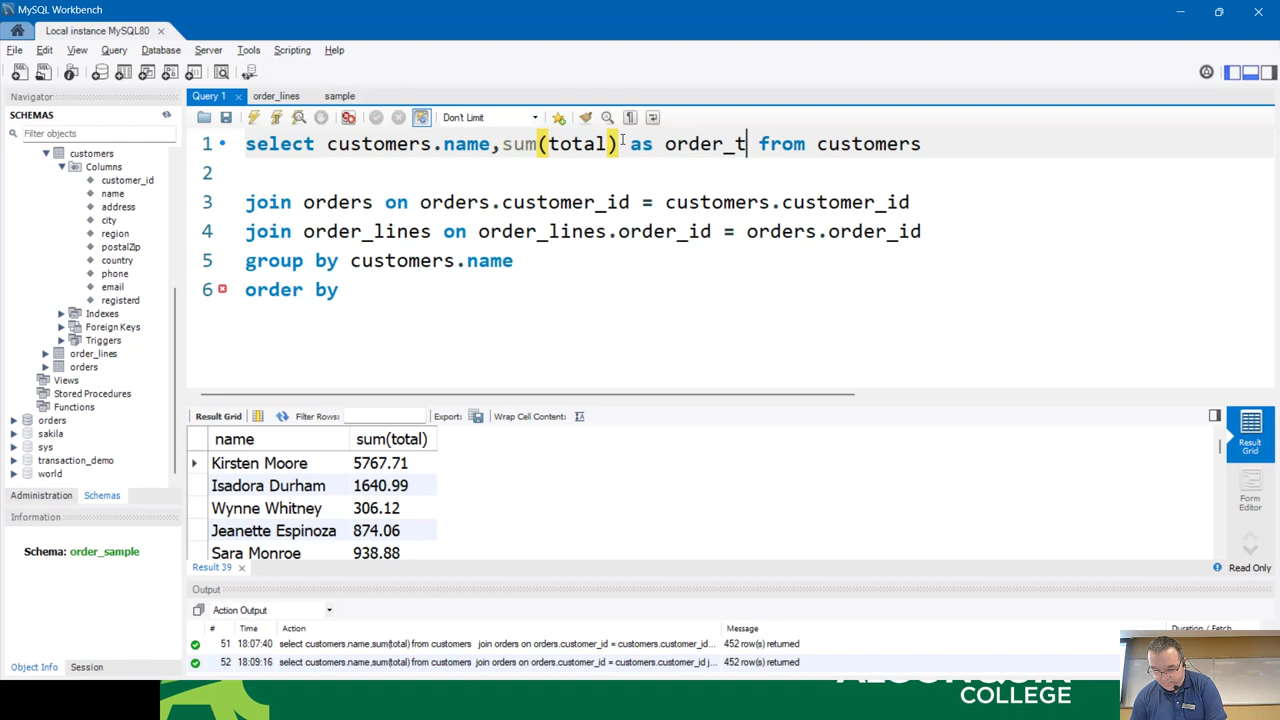 MySQL Workbench
Local instance MySQL80
File Edit View Query Database Server Tools Scripting Help
Navigator
SCHEMAS
Filter objects
customers
Columns
customer_id
name
address
city
region
postalZip
country
phone
email
registerd
Indexes
Foreign Keys
Triggers
order_lines
orders
Views
Stored Procedures
Functions
orders
sakila
sys
transaction_demo
world
Administration Schemas
Information
Schema: order_sample
Object Info Session
Query 1 order_lines sample
Don't Limit
1 select customers.name,sum(total) as order_t from customers
2
3 join orders on orders.customer_id = customers.customer_id
4 join order_lines on order_lines.order_id = orders.order_id
5 group by customers.name
6 order by
Result Grid Filter Rows: Export: Wrap Cell Content:
name sum(total)
Kirsten Moore 5767.71
Isadora Durham 1640.99
Wynne Whitney 306.12
Jeanette Espinoza 874.06
Sara Monroe 938.88
Result Grid
Form Editor
Result 39
Read Only
Output
Action Output
# Time Action Message Duration / Fetch
51 18:07:40 select customers.name,sum(total) from customers join orders on orders.customer_id = customers.customer_id... 452 row(s) returned
52 18:09:16 select customers.name,sum(total) from customers join orders on orders.customer_id = customers.customer_id j... 452 row(s) returned
COLLEGE